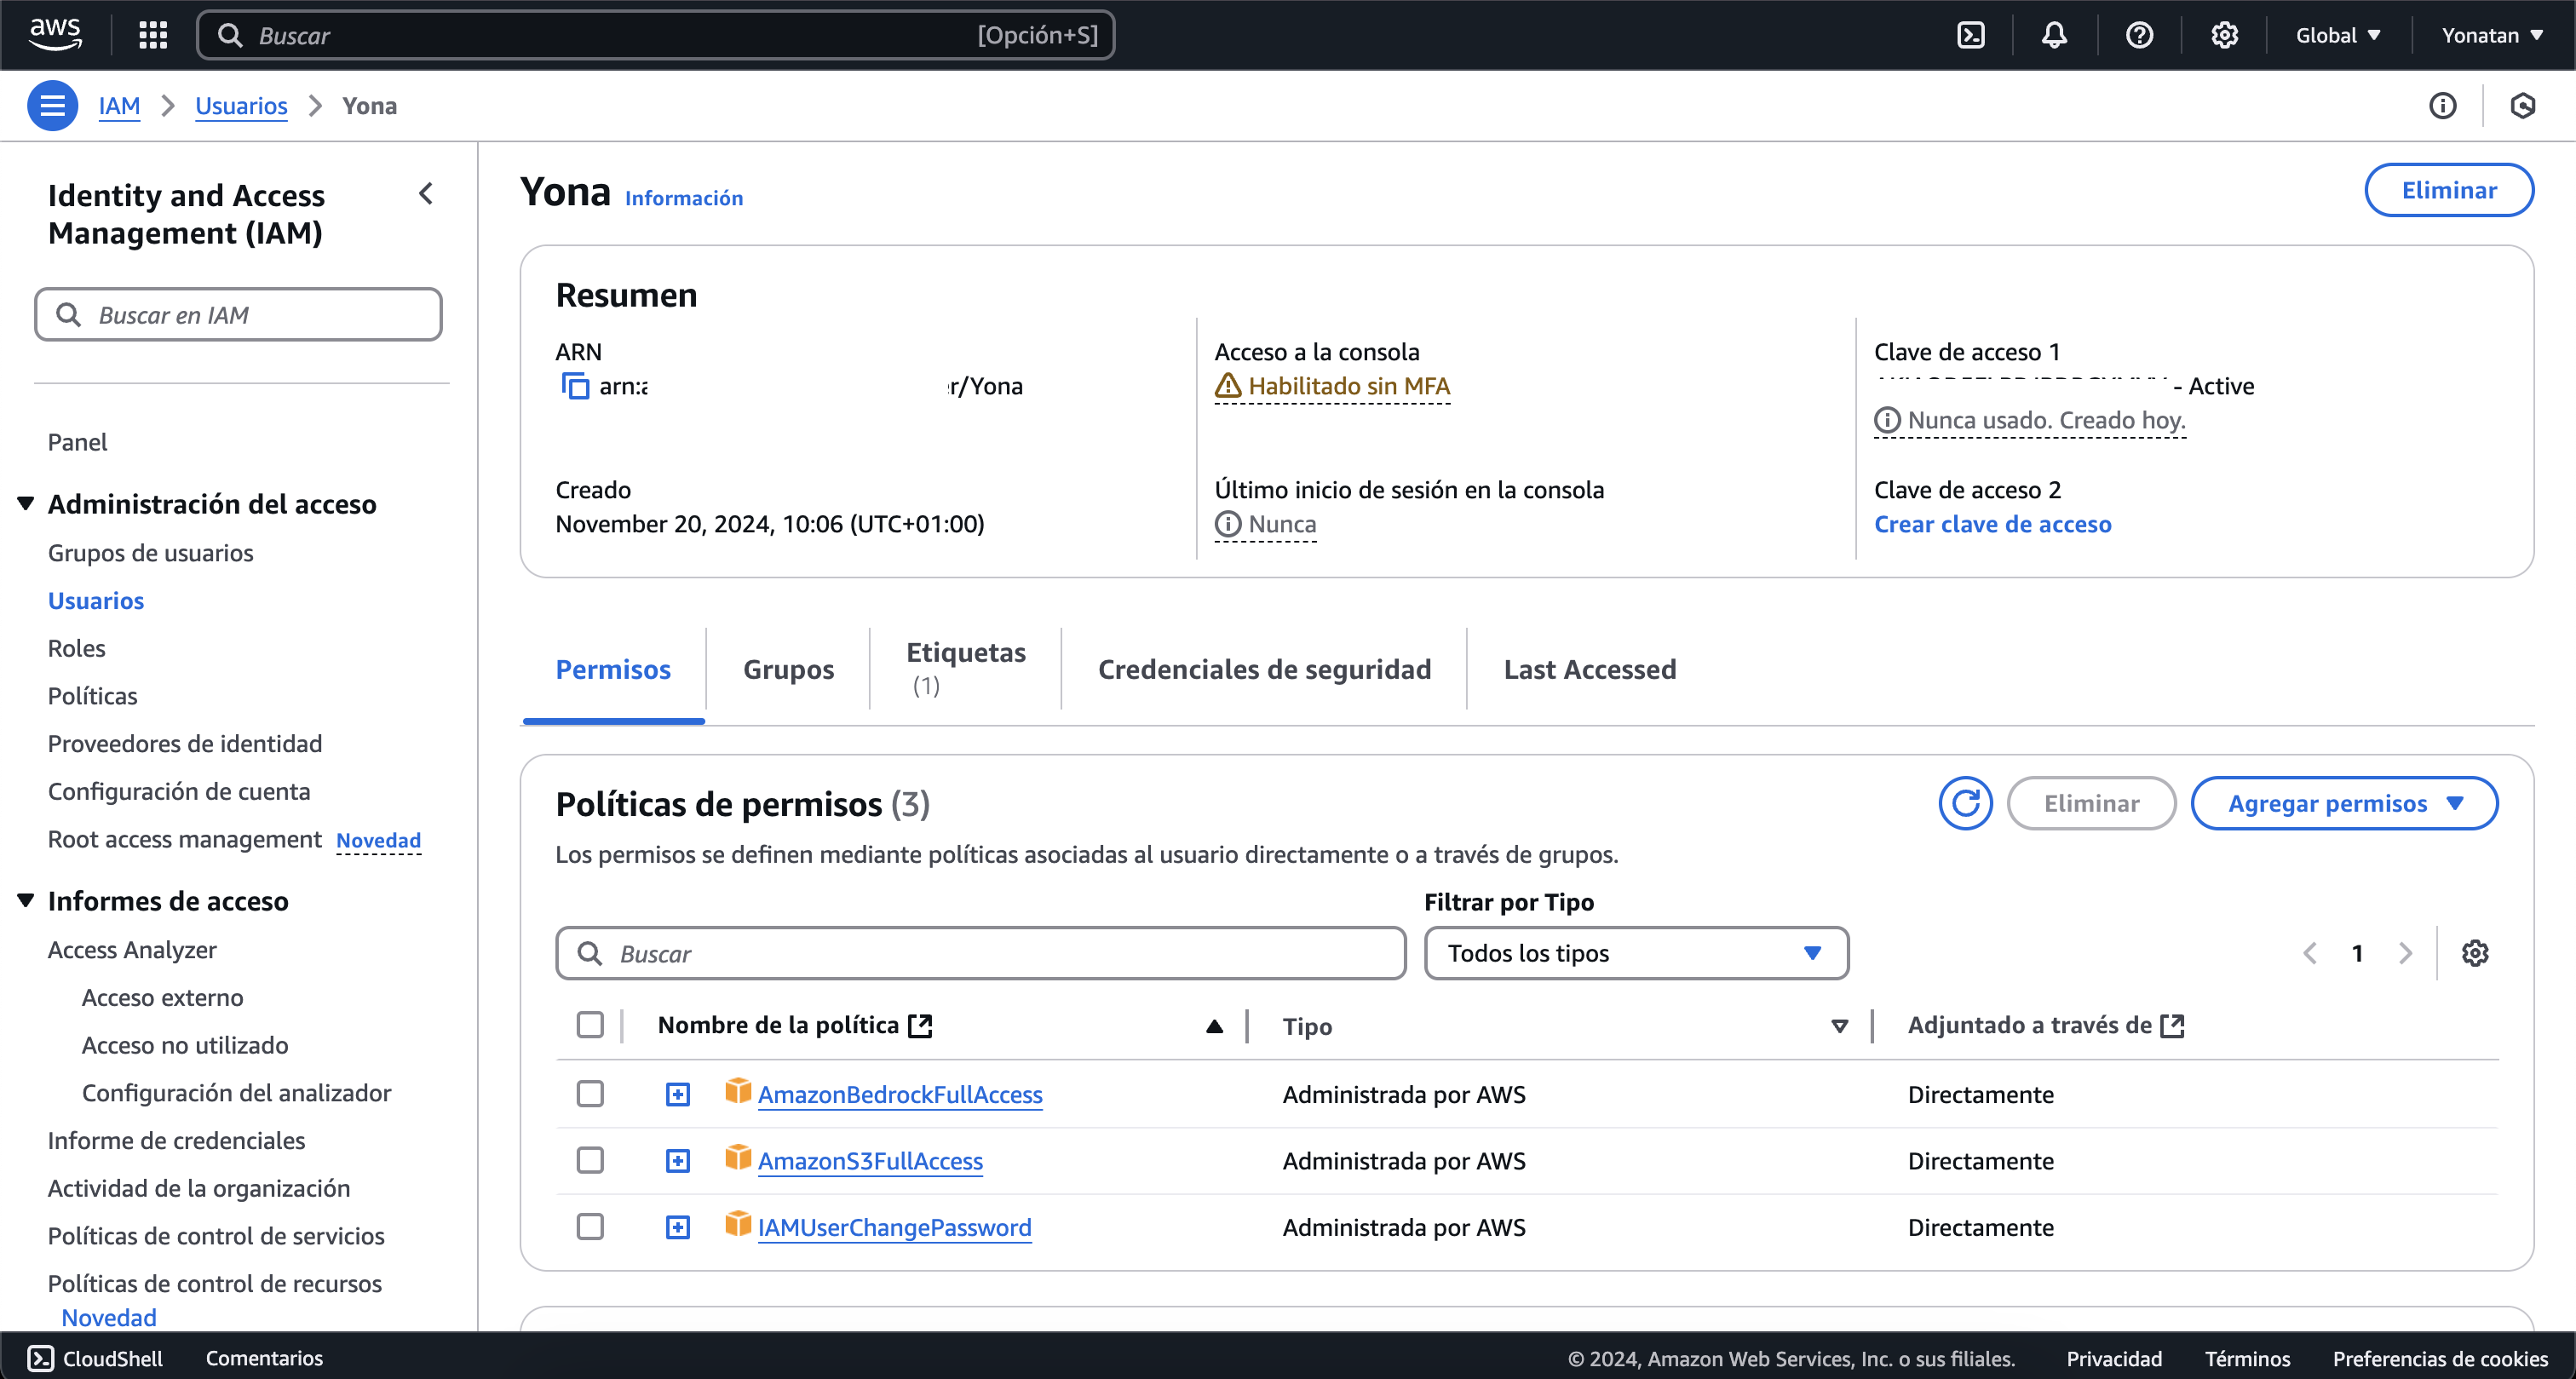 aws
Buscar [Opción+S]
Global
Yonatan
IAM
Usuarios
Yona
Identity and Access
Management (IAM)
Buscar en IAM
Panel
Administración del acceso
Grupos de usuarios
Usuarios
Roles
Políticas
Proveedores de identidad
Configuración de cuenta
Root access management Novedad
Informes de acceso
Access Analyzer
Acceso externo
Acceso no utilizado
Configuración del analizador
Informe de credenciales
Actividad de la organización
Políticas de control de servicios
Políticas de control de recursos
Novedad
Yona Información
Eliminar
Resumen
ARN
arn:a
r/Yona
Creado
November 20, 2024, 10:06 (UTC+01:00)
Acceso a la consola
Habilitado sin MFA
Último inicio de sesión en la consola
Nunca
Clave de acceso 1
- Active
Nunca usado. Creado hoy.
Clave de acceso 2
Crear clave de acceso
Permisos
Grupos
Etiquetas
(1)
Credenciales de seguridad
Last Accessed
Políticas de permisos (3)
Eliminar
Agregar permisos
Los permisos se definen mediante políticas asociadas al usuario directamente o a través de grupos.
Filtrar por Tipo
Buscar
Todos los tipos
1
Nombre de la política Tipo Adjuntado a través de
AmazonBedrockFullAccess Administrada por AWS Directamente
AmazonS3FullAccess Administrada por AWS Directamente
IAMUserChangePassword Administrada por AWS Directamente
CloudShell Comentarios © 2024, Amazon Web Services, Inc. o sus filiales. Privacidad Términos Preferencias de cookies